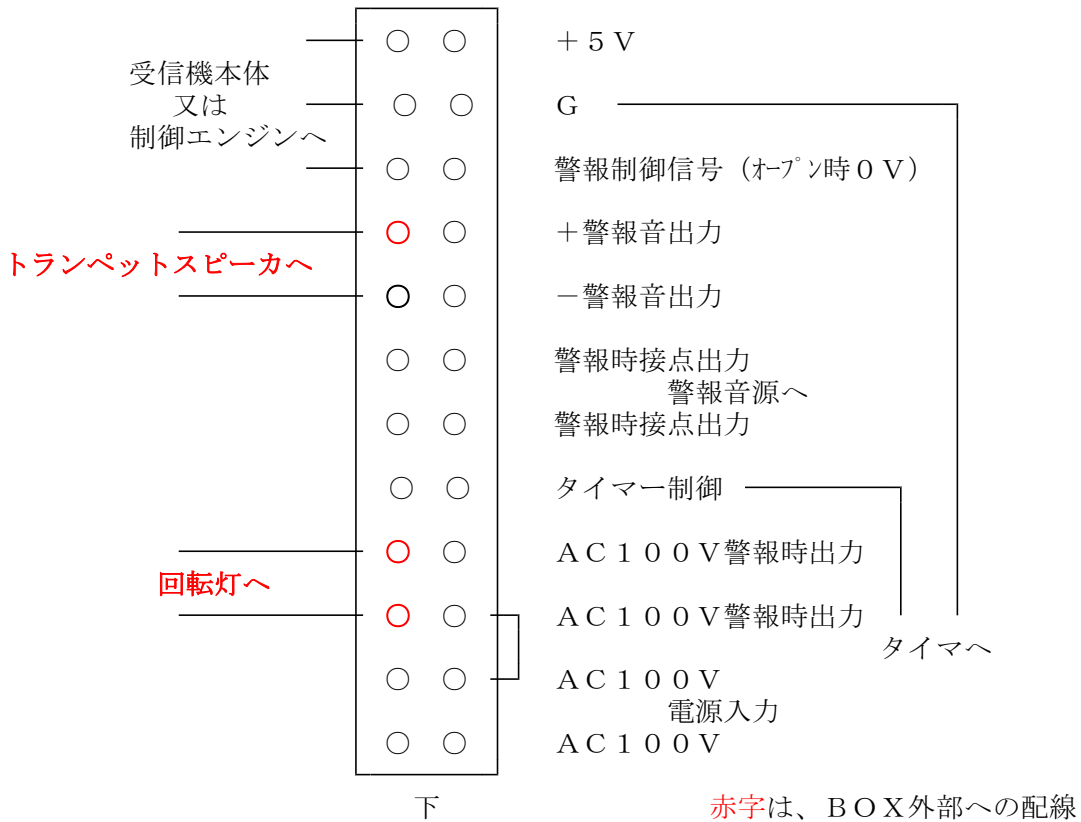 ＋５Ｖ
受信機本体
又は
制御エンジンへ
Ｇ
警報制御信号（ｵｰﾌﾟﾝ時０Ｖ）
＋警報音出力
トランペットスピーカへ
－警報音出力
警報時接点出力
警報音源へ
警報時接点出力
タイマー制御
ＡＣ１００Ｖ警報時出力
回転灯へ
ＡＣ１００Ｖ警報時出力
タイマへ
ＡＣ１００Ｖ
電源入力
ＡＣ１００Ｖ
下
赤字は、ＢＯＸ外部への配線